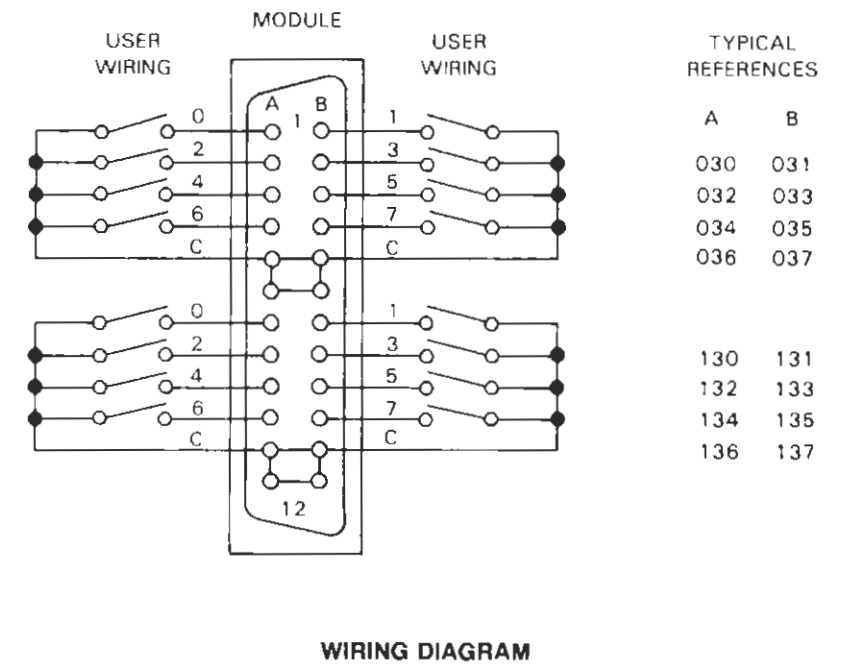 MODULE
USER WIRING
USER WIRING
TYPICAL REFERENCES
A B
A 1 B
0 1
2 3
4 5
6 7
C C
030 031
032 033
034 035
036 037
0 1
2 3
4 5
6 7
C C
130 131
132 133
134 135
136 137
12
WIRING DIAGRAM